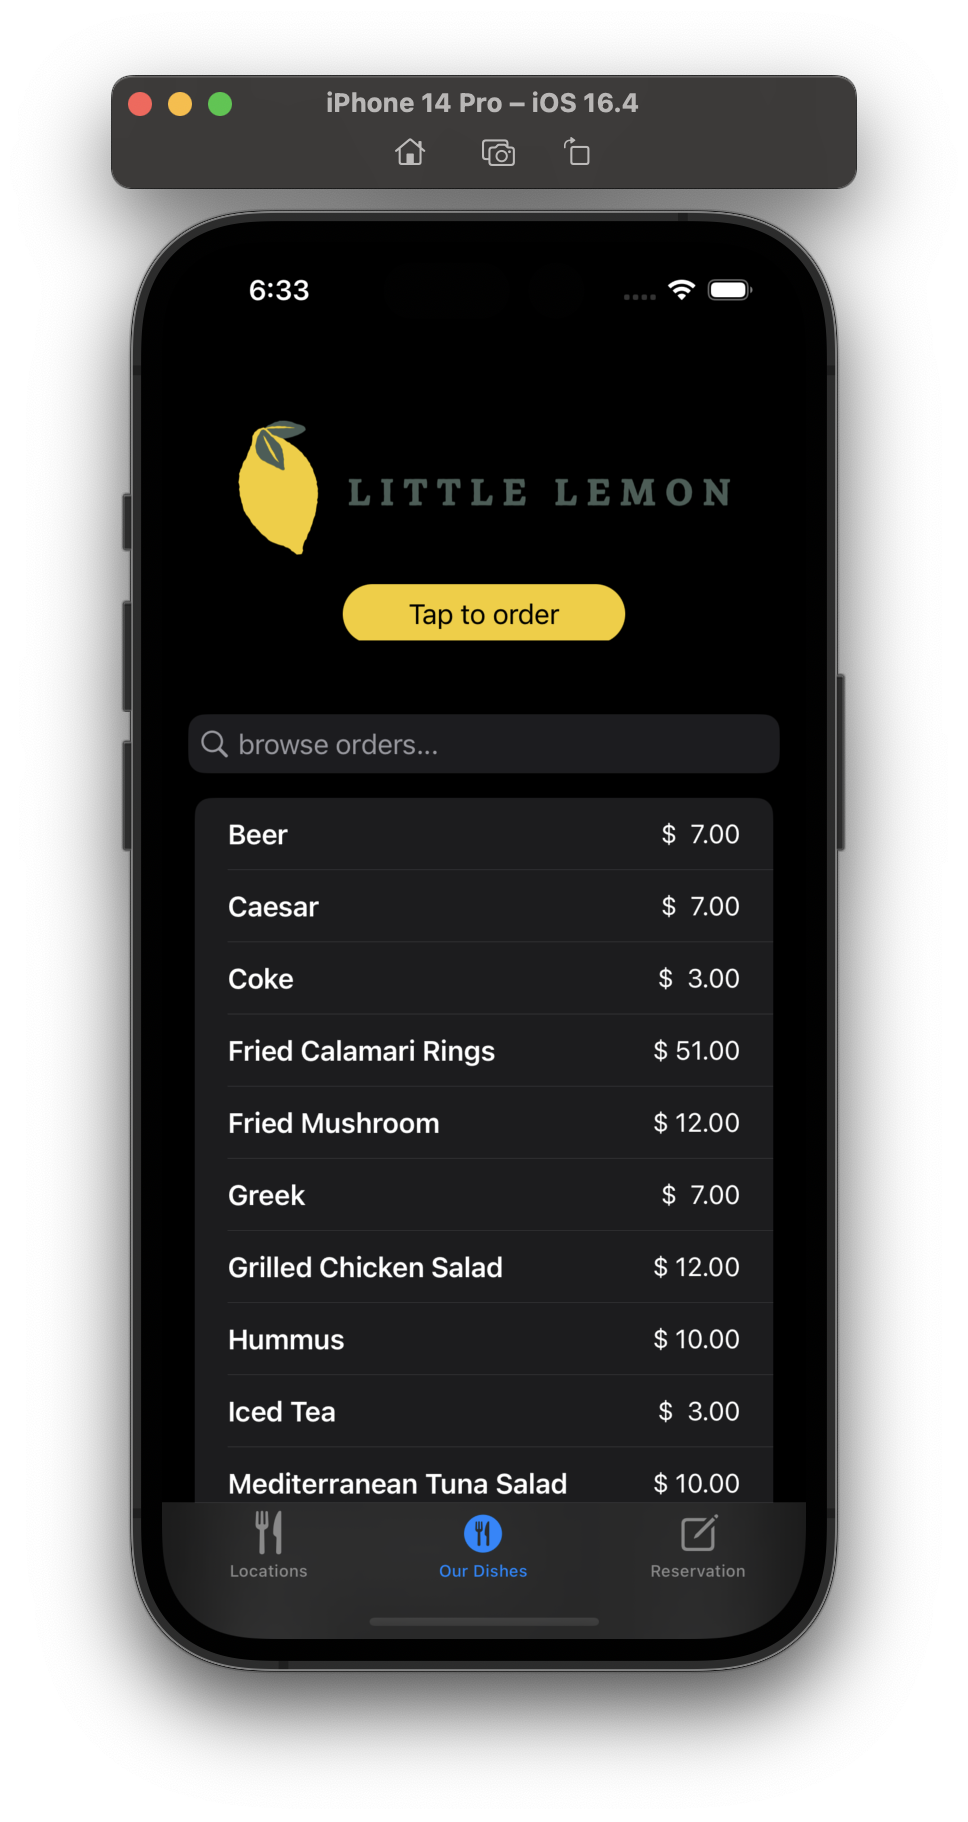 iPhone 14 Pro – iOS 16.4
6:33
LITTLE LEMON
Tap to order
browse orders...
Beer $ 7.00
Caesar $ 7.00
Coke $ 3.00
Fried Calamari Rings $ 51.00
Fried Mushroom $ 12.00
Greek $ 7.00
Grilled Chicken Salad $ 12.00
Hummus $ 10.00
Iced Tea $ 3.00
Mediterranean Tuna Salad $ 10.00
Locations Our Dishes Reservation